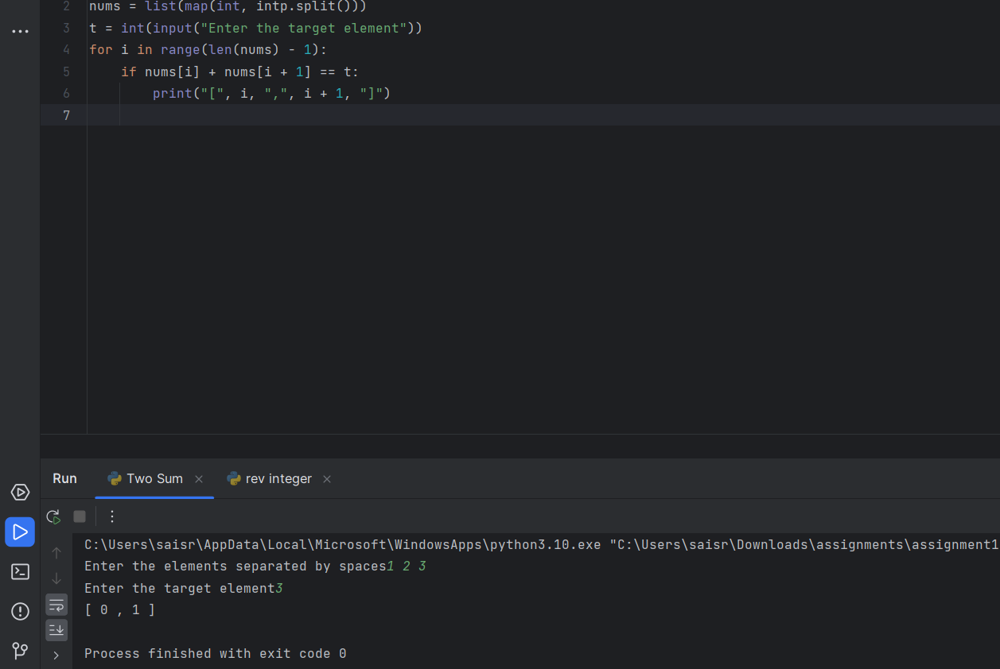 2 nums = list(map(int, intp.split()))
3 t = int(input("Enter the target element"))
4 for i in range(len(nums) - 1):
5     if nums[i] + nums[i + 1] == t:
6         print("[", i, ",", i + 1, "]")
7
Run Two Sum rev integer
C:\Users\saisr\AppData\Local\Microsoft\WindowsApps\python3.10.exe "C:\Users\saisr\Downloads\assignments\assignment1
Enter the elements separated by spaces1 2 3
Enter the target element3
[ 0 , 1 ]
Process finished with exit code 0